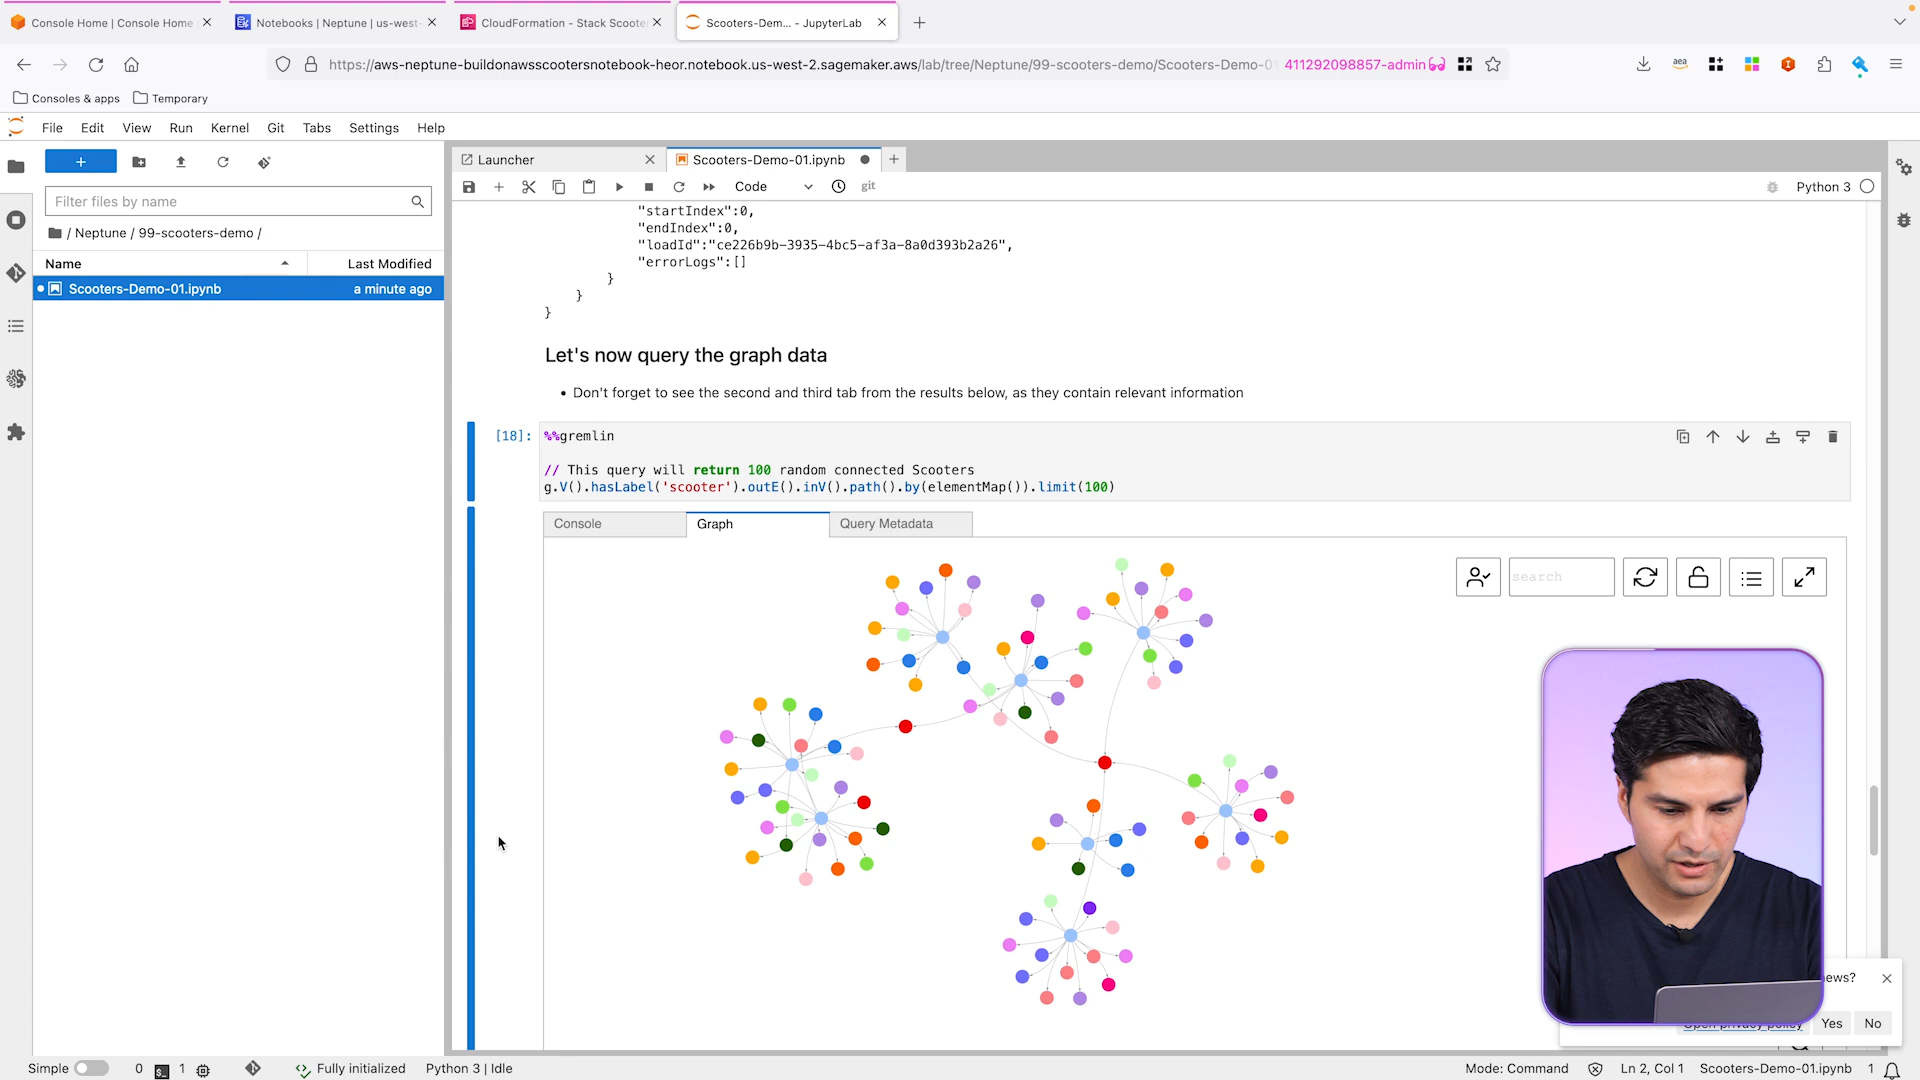 Console Home | Console Home
Notebooks | Neptune | us-west-
CloudFormation - Stack Scoote
Scooters-Dem... - JupyterLab
https://aws-neptune-buildonawsscootersnotebook-heor.notebook.us-west-2.sagemaker.aws/lab/tree/Neptune/99-scooters-demo/Scooters-Demo-01
411292098857-admin
aea
Consoles & apps
Temporary
File Edit View Run Kernel Git Tabs Settings Help
Launcher
Scooters-Demo-01.ipynb
Code
git
Python 3
Filter files by name
/ Neptune / 99-scooters-demo /
Name
Last Modified
Scooters-Demo-01.ipynb
a minute ago
"startIndex":0,
"endIndex":0,
"loadId":"ce226b9b-3935-4bc5-af3a-8a0d393b2a26",
"errorLogs":[]
}
}
}
Let's now query the graph data
• Don't forget to see the second and third tab from the results below, as they contain relevant information
[18]:
%%gremlin
// This query will return 100 random connected Scooters
g.V().hasLabel('scooter').outE().inV().path().by(elementMap()).limit(100)
Console
Graph
Query Metadata
search
ews?
Open privacy policy
Yes
No
Simple
0
1
Fully initialized
Python 3 | Idle
Mode: Command
Ln 2, Col 1
Scooters-Demo-01.ipynb
1